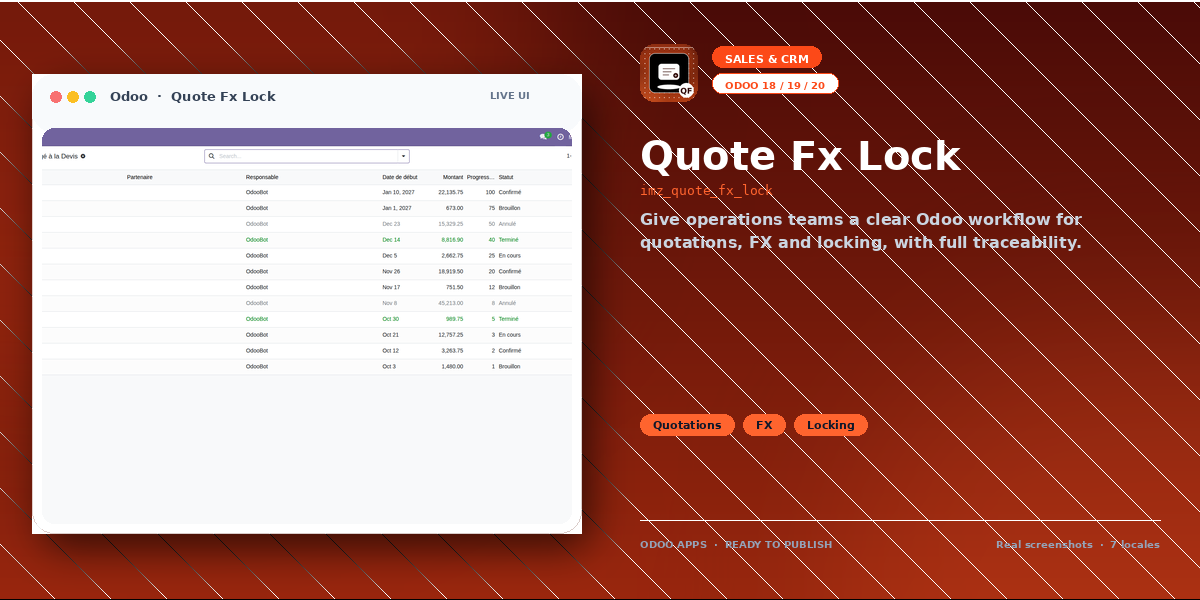 Odoo · Quote Fx Lock
LIVE UI
à la Devis
Search...
Partenaire Responsable Date de début Montant Progress... Statut
OdooBot Jan 10, 2027 22,135.75 100 Confirmé
OdooBot Jan 1, 2027 673.00 75 Brouillon
OdooBot Dec 23 15,329.25 50 Annulé
OdooBot Dec 14 8,816.90 40 Terminé
OdooBot Dec 5 2,662.75 25 En cours
OdooBot Nov 26 18,919.50 20 Confirmé
OdooBot Nov 17 751.50 12 Brouillon
OdooBot Nov 8 45,213.00 8 Annulé
OdooBot Oct 30 989.75 5 Terminé
OdooBot Oct 21 12,757.25 3 En cours
OdooBot Oct 12 3,263.75 2 Confirmé
OdooBot Oct 3 1,480.00 1 Brouillon
QF
SALES & CRM
ODOO 18 / 19 / 20
Quote Fx Lock
imz_quote_fx_lock
Give operations teams a clear Odoo workflow for
quotations, FX and locking, with full traceability.
Quotations FX Locking
ODOO APPS · READY TO PUBLISH
Real screenshots · 7 locales